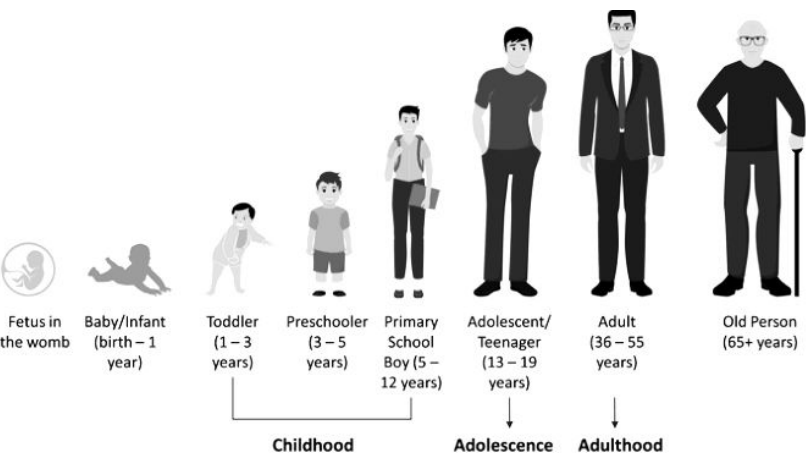 Fetus in
the womb
Baby/Infant
(birth – 1
year)
Toddler
(1 – 3
years)
Preschooler
(3 – 5
years)
Primary
School
Boy (5 –
12 years)
Adolescent/
Teenager
(13 – 19
years)
Adult
(36 – 55
years)
Old Person
(65+ years)
Childhood
Adolescence
Adulthood